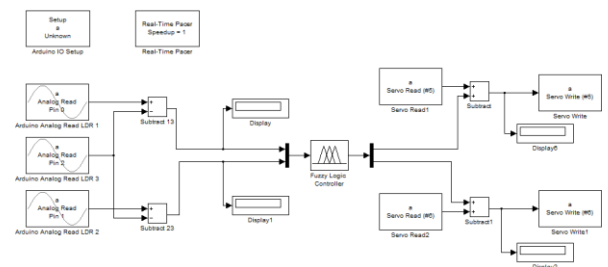 Setup
a
Unknown
Arduino IO Setup
Real-Time Pacer
Speedup = 1
Real-Time Pacer
a
Analog Read
Pin 0
Arduino Analog Read LDR 1
+
−
Subtract 13
Display
a
Analog Read
Pin 2
Arduino Analog Read LDR 3
a
Analog Read
Pin 1
Arduino Analog Read LDR 2
+
−
Subtract 23
Display1
Fuzzy Logic
Controller
a
Servo Read (#5)
Servo Read1
+
+
Subtract
a
Servo Write (#5)
Servo Write
Display6
a
Servo Read (#6)
Servo Read2
+
+
Subtract1
a
Servo Write (#6)
Servo Write1